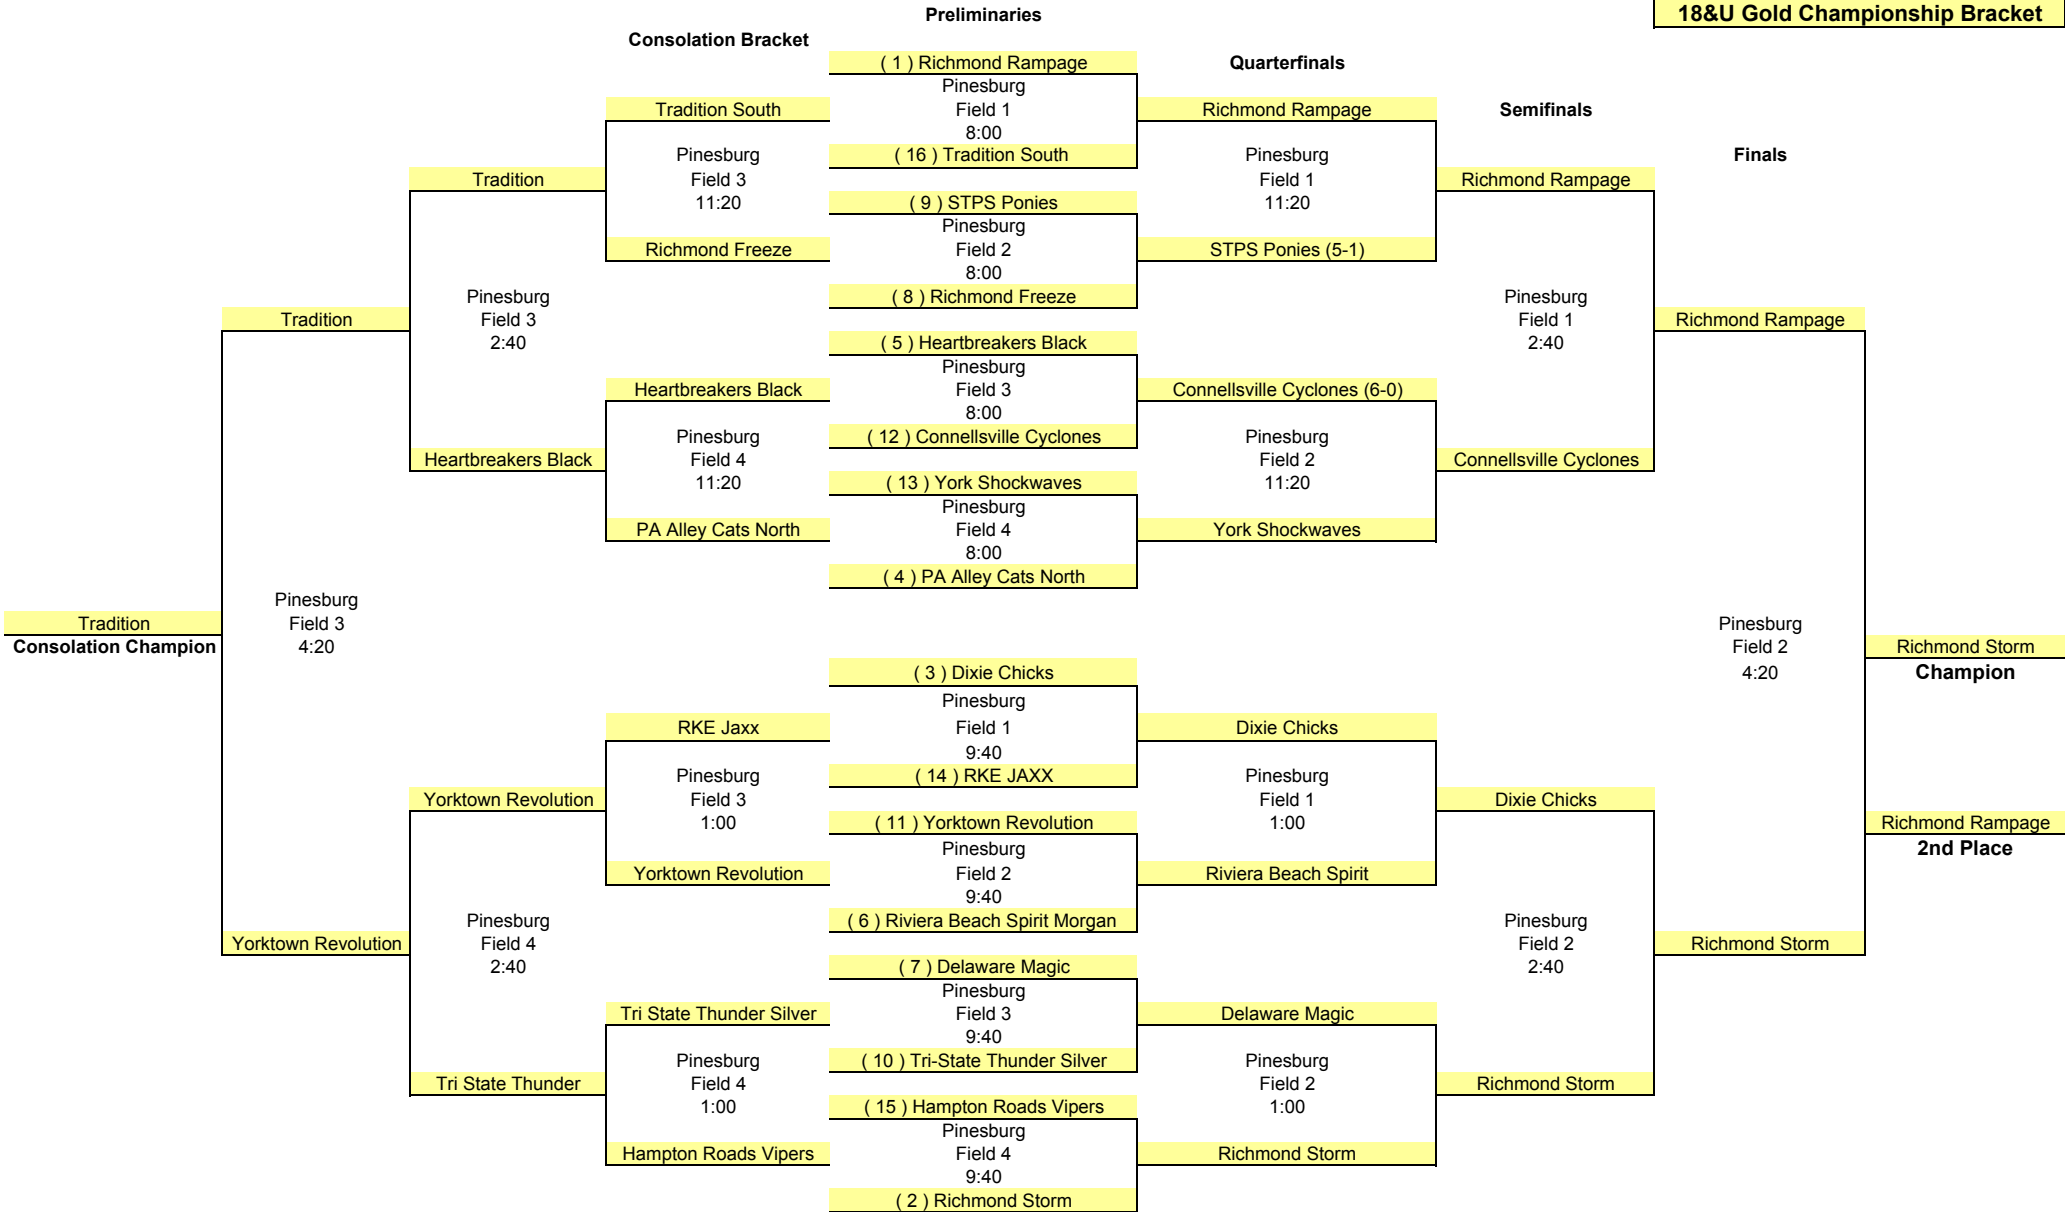 Preliminaries
18&U Gold Championship Bracket
Consolation Bracket
( 1 ) Richmond Rampage
Quarterfinals
Pinesburg
Tradition South
Field 1
Richmond Rampage
Semifinals
8:00
Pinesburg
( 16 ) Tradition South
Pinesburg
Finals
Tradition
Field 3
Field 1
Richmond Rampage
11:20
( 9 ) STPS Ponies
11:20
Pinesburg
Richmond Freeze
Field 2
STPS Ponies (5-1)
8:00
Pinesburg
( 8 ) Richmond Freeze
Pinesburg
Tradition
Field 3
Field 1
Richmond Rampage
2:40
( 5 ) Heartbreakers Black
2:40
Pinesburg
Heartbreakers Black
Field 3
Connellsville Cyclones (6-0)
8:00
Pinesburg
( 12 ) Connellsville Cyclones
Pinesburg
Heartbreakers Black
Field 4
Field 2
Connellsville Cyclones
11:20
( 13 ) York Shockwaves
11:20
Pinesburg
PA Alley Cats North
Field 4
York Shockwaves
8:00
( 4 ) PA Alley Cats North
Pinesburg
Tradition
Field 3
Pinesburg
Consolation Champion
4:20
Field 2
Richmond Storm
( 3 ) Dixie Chicks
4:20
Champion
Pinesburg
RKE Jaxx
Field 1
Dixie Chicks
9:40
Pinesburg
( 14 ) RKE JAXX
Pinesburg
Yorktown Revolution
Field 3
Field 1
Dixie Chicks
1:00
( 11 ) Yorktown Revolution
1:00
Richmond Rampage
Pinesburg
2nd Place
Yorktown Revolution
Field 2
Riviera Beach Spirit
9:40
Pinesburg
( 6 ) Riviera Beach Spirit Morgan
Pinesburg
Yorktown Revolution
Field 4
Field 2
Richmond Storm
2:40
( 7 ) Delaware Magic
2:40
Pinesburg
Tri State Thunder Silver
Field 3
Delaware Magic
9:40
Pinesburg
( 10 ) Tri-State Thunder Silver
Pinesburg
Tri State Thunder
Field 4
Field 2
Richmond Storm
1:00
( 15 ) Hampton Roads Vipers
1:00
Pinesburg
Hampton Roads Vipers
Field 4
Richmond Storm
9:40
( 2 ) Richmond Storm